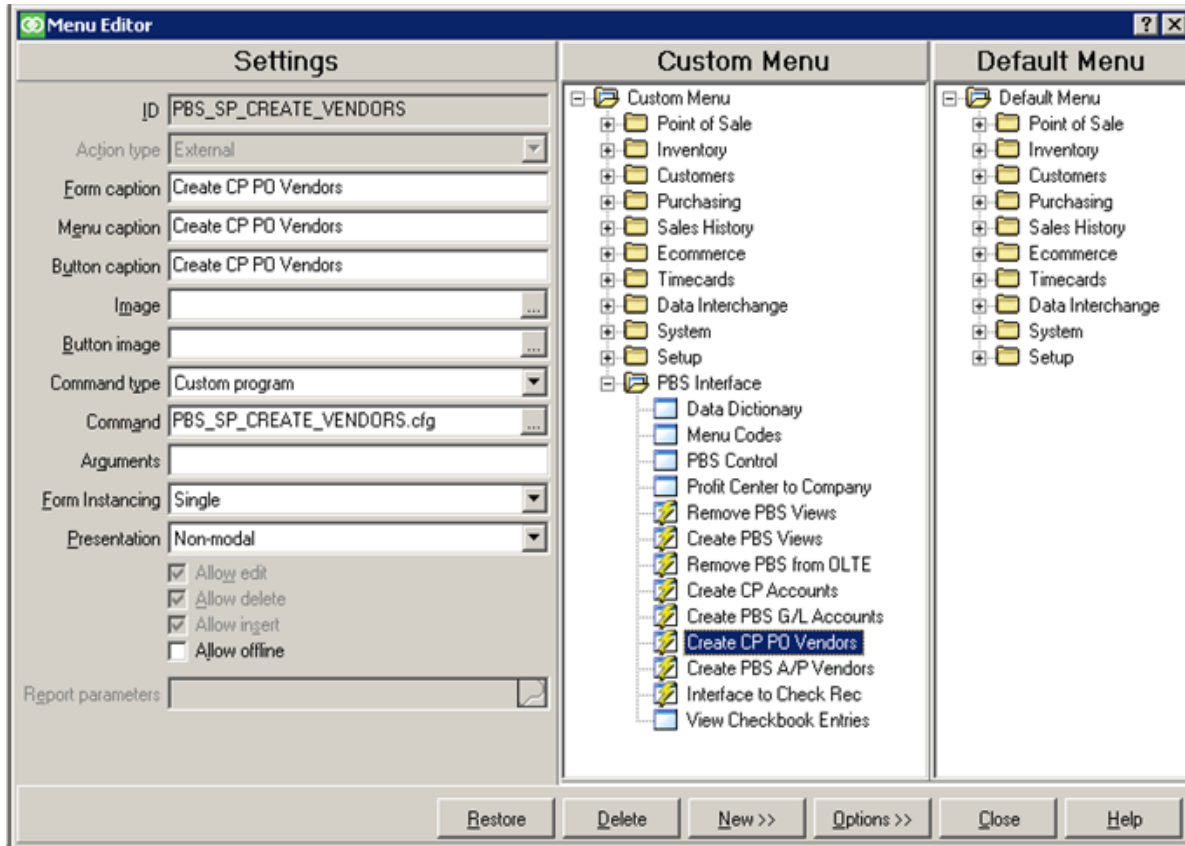 Menu Editor
Settings
ID PBS_SP_CREATE_VENDORS
Action type External
Form caption Create CP PO Vendors
Menu caption Create CP PO Vendors
Button caption Create CP PO Vendors
Image ...
Button image ...
Command type Custom program
Command PBS_SP_CREATE_VENDORS.cfg ...
Arguments
Form Instancing Single
Presentation Non-modal
Allow edit
Allow delete
Allow insert
Allow offline
Report parameters
Custom Menu
Custom Menu
Point of Sale
Inventory
Customers
Purchasing
Sales History
Ecommerce
Timecards
Data Interchange
System
Setup
PBS Interface
Data Dictionary
Menu Codes
PBS Control
Profit Center to Company
Remove PBS Views
Create PBS Views
Remove PBS from OLTE
Create CP Accounts
Create PBS G/L Accounts
Create CP PO Vendors
Create PBS A/P Vendors
Interface to Check Rec
View Checkbook Entries
Default Menu
Default Menu
Point of Sale
Inventory
Customers
Purchasing
Sales History
Ecommerce
Timecards
Data Interchange
System
Setup
Restore Delete New >> Options >> Close Help